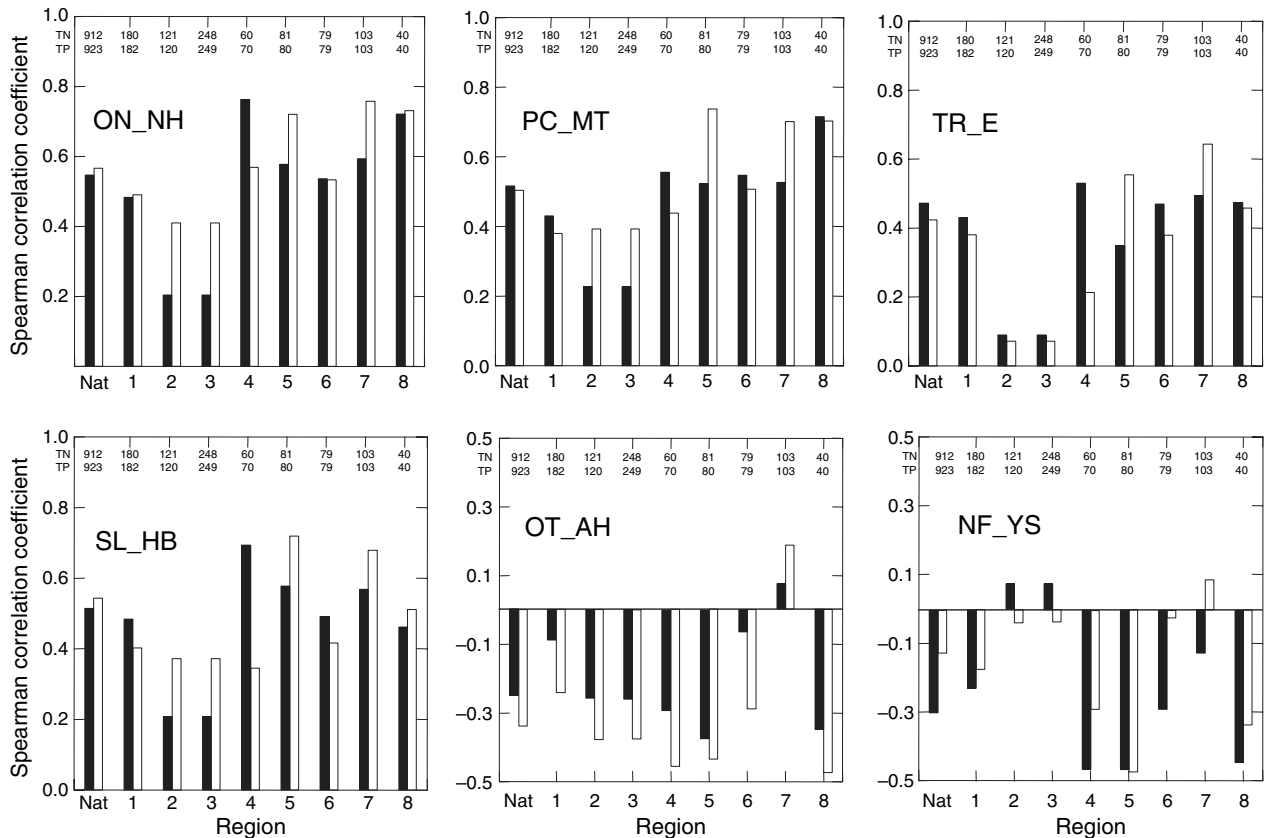 Spearman correlation coefficient
1.0
0.8
0.6
0.4
0.2
TN 912 180 121 248 60 81 79 103 40
TP 923 182 120 249 70 80 79 103 40
ON_NH
Nat 1 2 3 4 5 6 7 8
1.0
0.8
0.6
0.4
0.2
0.0
TN 912 180 121 248 60 81 79 103 40
TP 923 182 120 249 70 80 79 103 40
PC_MT
Nat 1 2 3 4 5 6 7 8
1.0
0.8
0.6
0.4
0.2
0.0
TN 912 180 121 248 60 81 79 103 40
TP 923 182 120 249 70 80 79 103 40
TR_E
Nat 1 2 3 4 5 6 7 8
Spearman correlation coefficient
1.0
0.8
0.6
0.4
0.2
0.0
TN 912 180 121 248 60 81 79 103 40
TP 923 182 120 249 70 80 79 103 40
SL_HB
Nat 1 2 3 4 5 6 7 8
Region
0.5
0.3
0.1
−0.1
−0.3
−0.5
TN 912 180 121 248 60 81 79 103 40
TP 923 182 120 249 70 80 79 103 40
OT_AH
Nat 1 2 3 4 5 6 7 8
Region
0.5
0.3
0.1
−0.1
−0.3
−0.5
TN 912 180 121 248 60 81 79 103 40
TP 923 182 120 249 70 80 79 103 40
NF_YS
Nat 1 2 3 4 5 6 7 8
Region